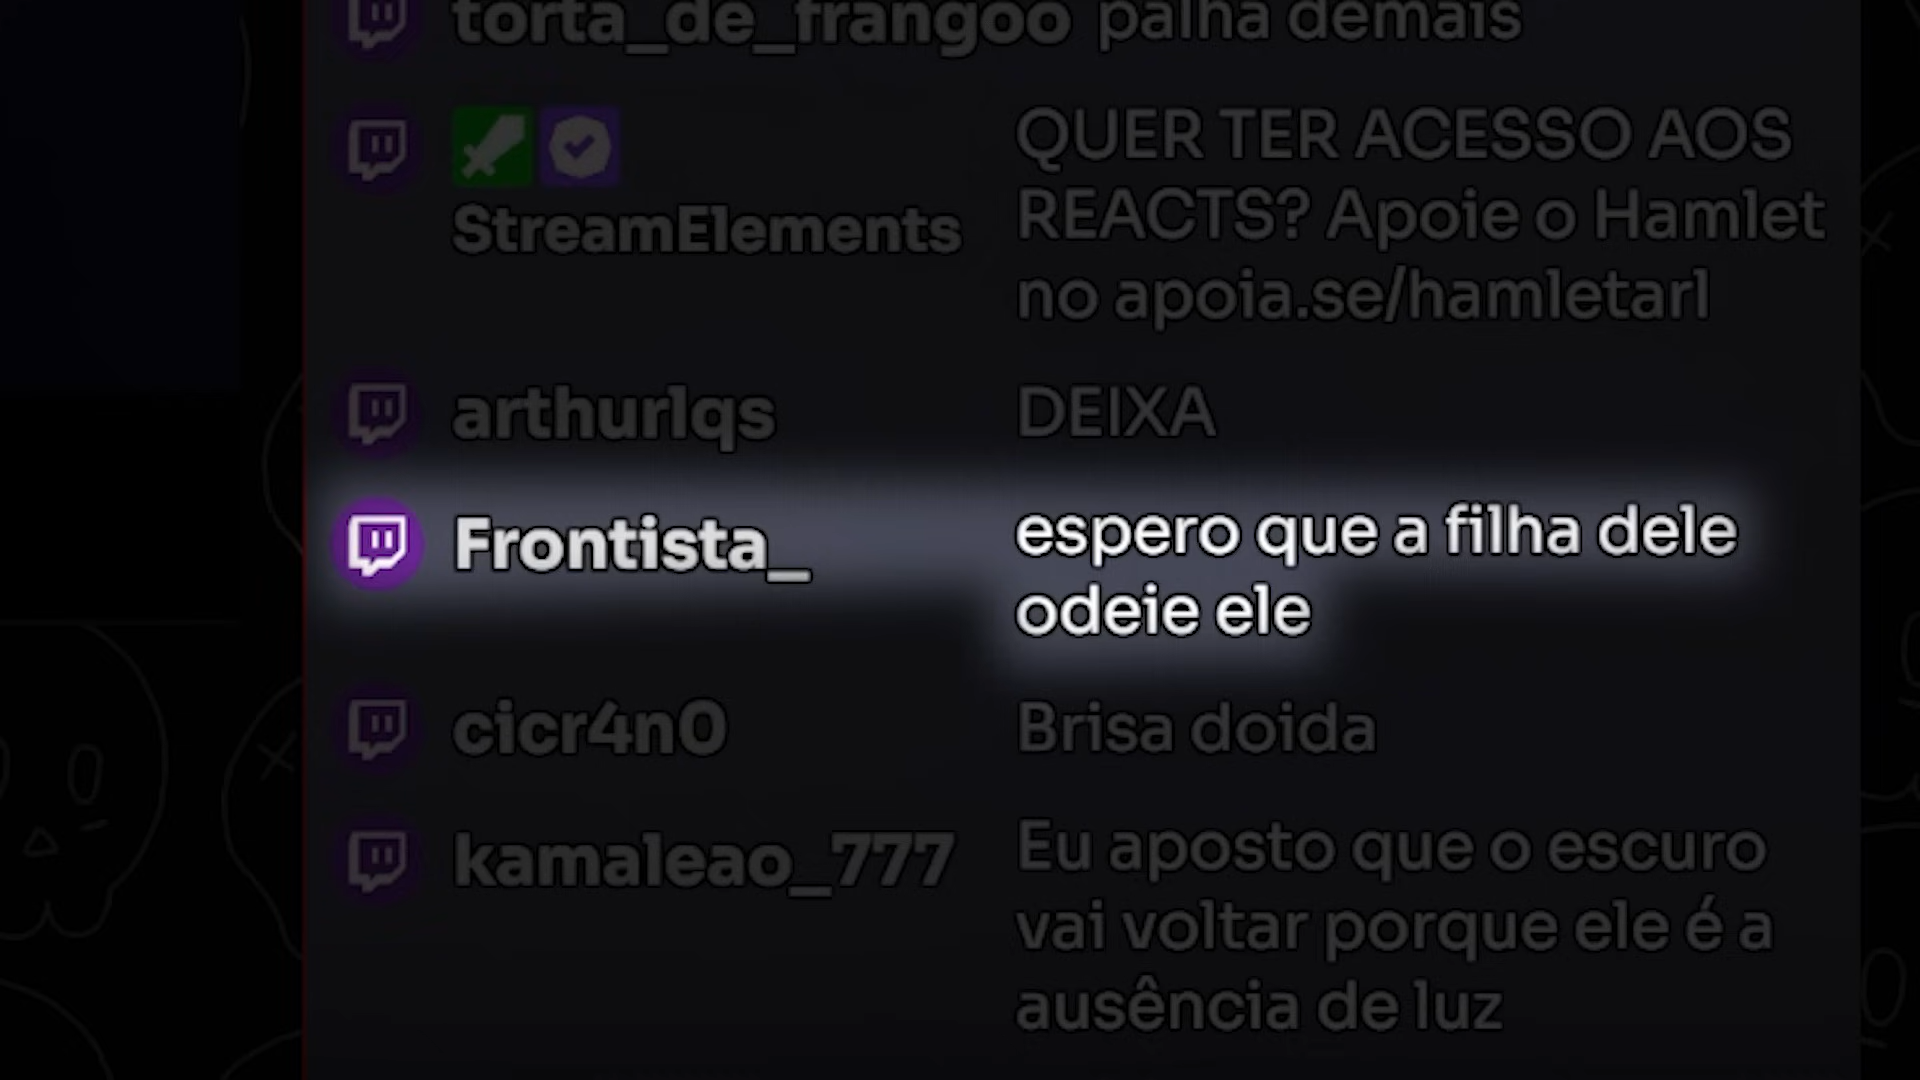 torta_de_frangoo palha demais
QUER TER ACESSO AOS
StreamElements REACTS? Apoie o Hamlet
no apoia.se/hamletarl
arthurlqs DEIXA
Frontista_ espero que a filha dele
odeie ele
cicr4n0 Brisa doida
kamaleao_777 Eu aposto que o escuro
vai voltar porque ele é a
ausência de luz